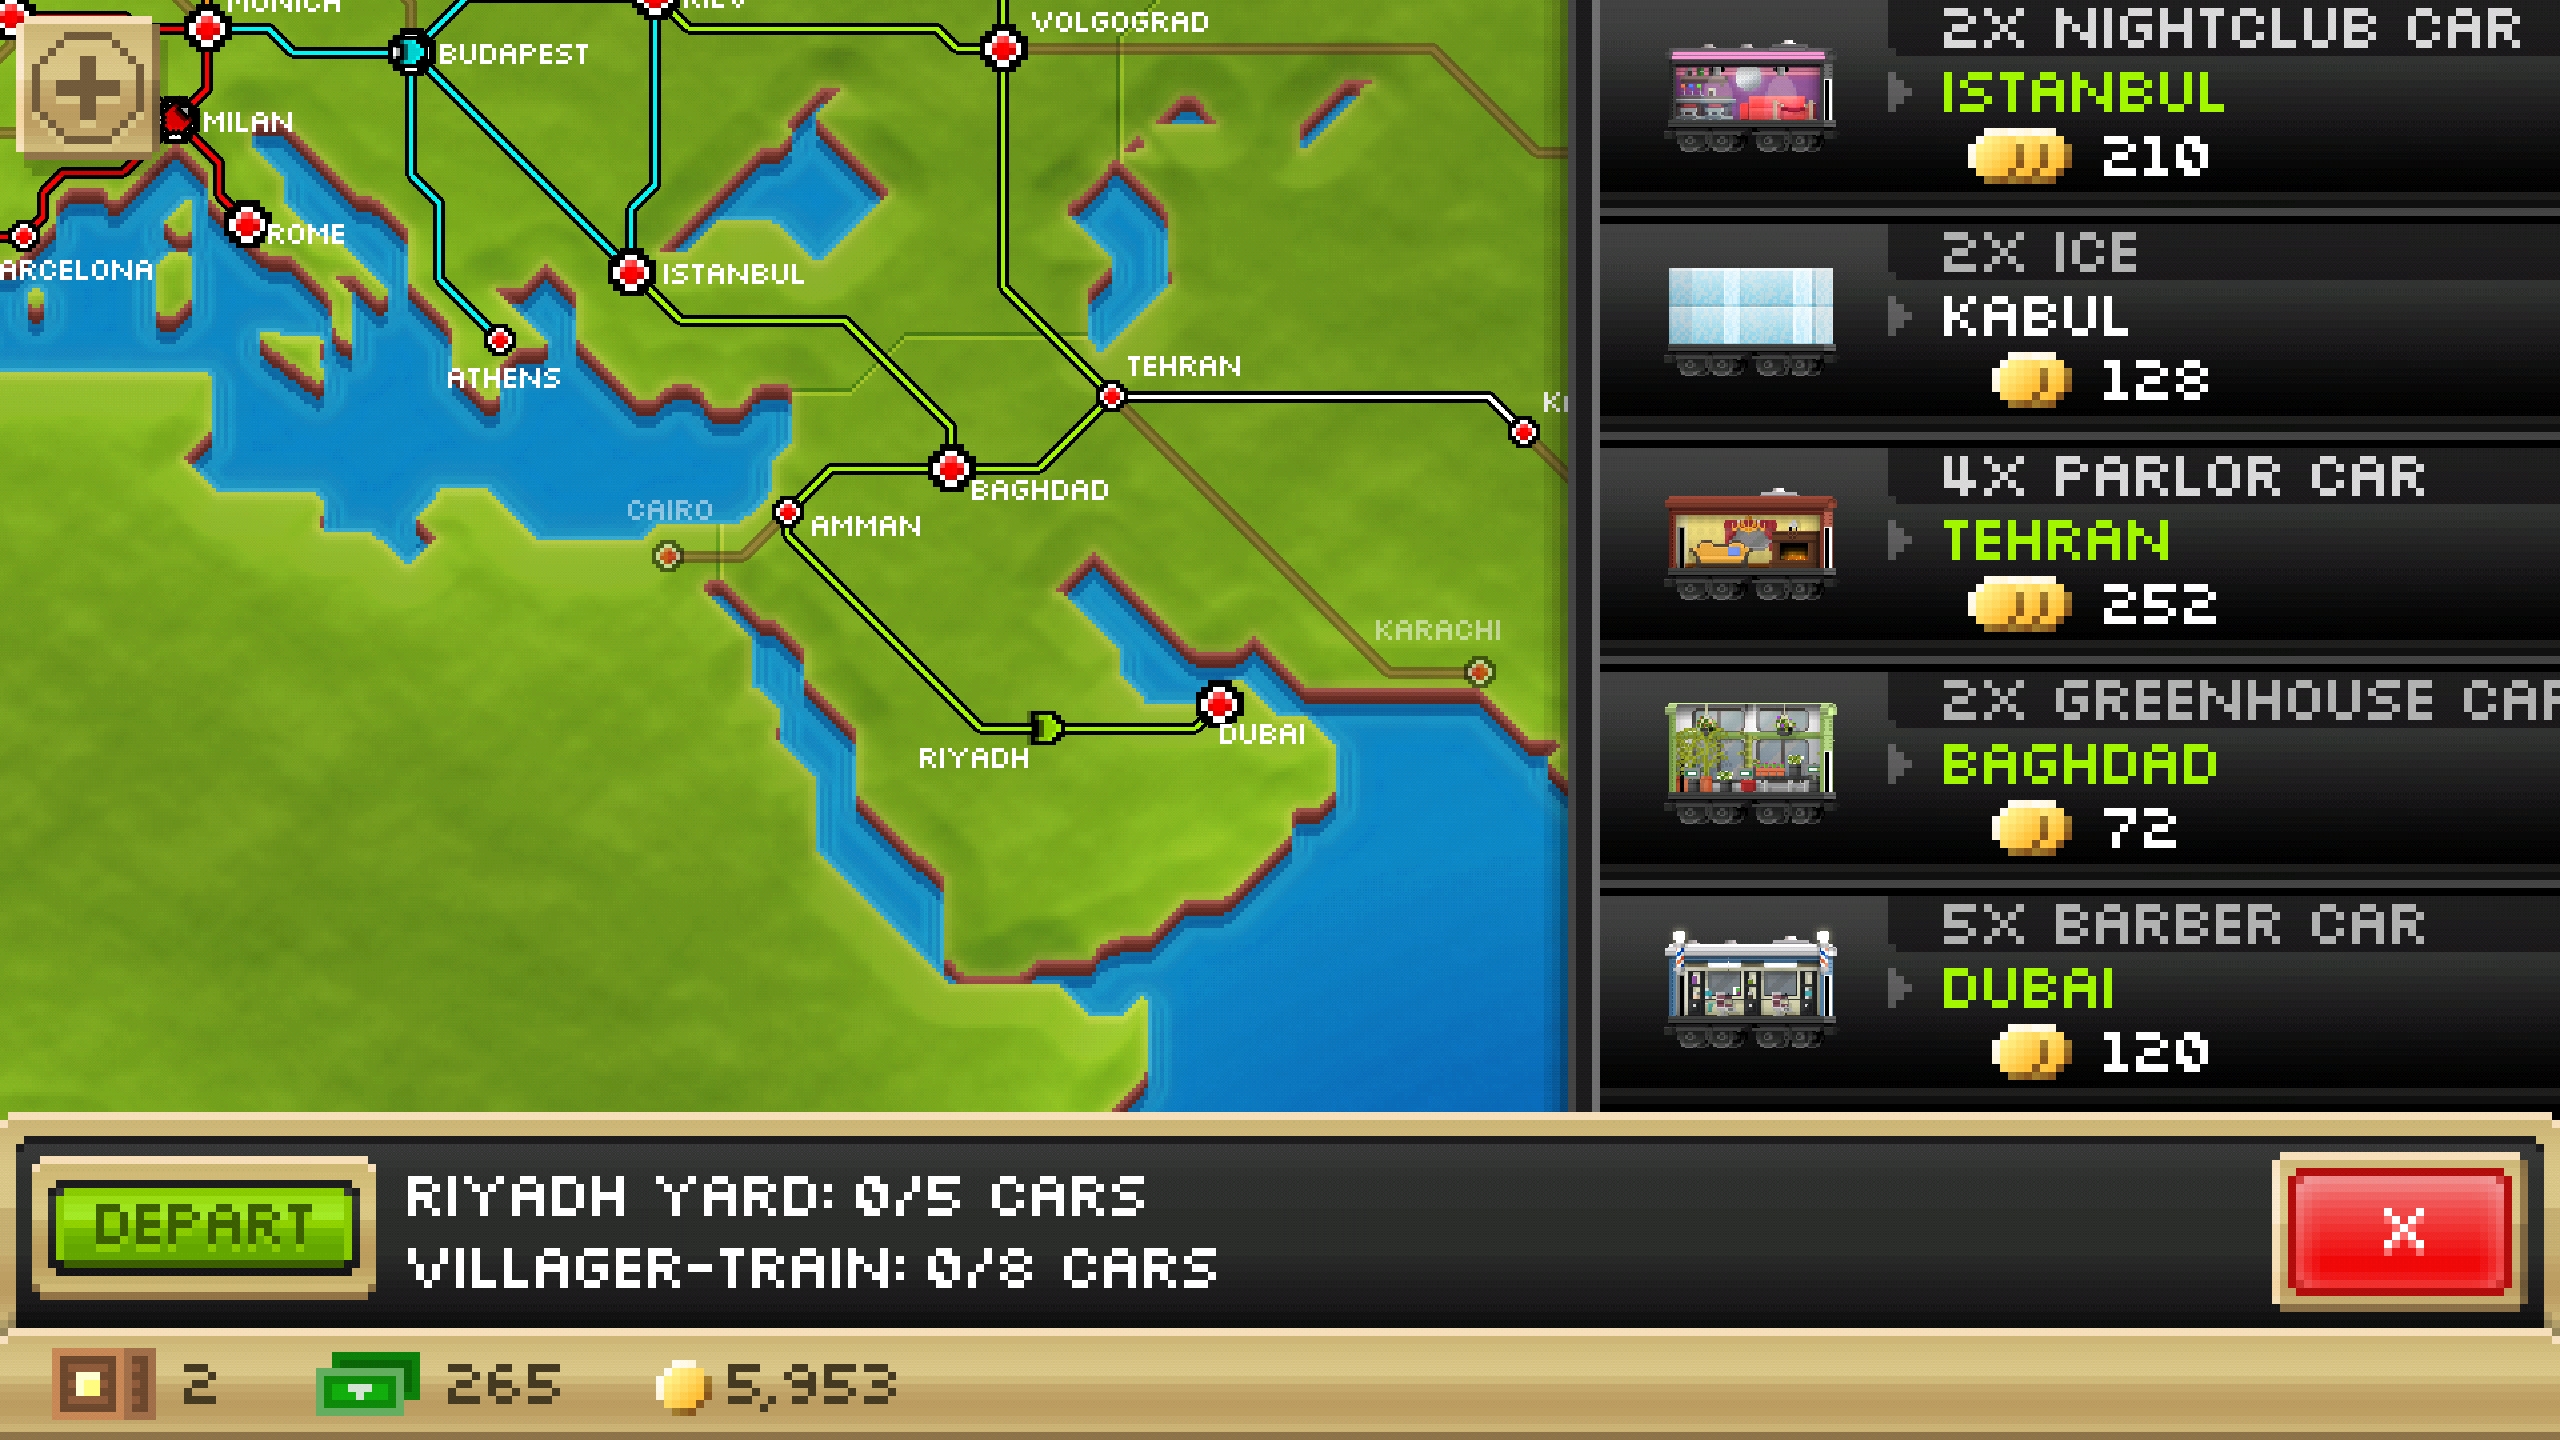 MONICA
KIEV
VOLGOGRAD
BUDAPEST
MILAN
ROME
ARCELONA
ISTANBUL
ATHENS
TEHRAN
BAGHDAD
CAIRO
AMMAN
KARACHI
RIYADH
DUBAI
2X NIGHTCLUB CAR
ISTANBUL
210
2X ICE
KABUL
128
4X PARLOR CAR
TEHRAN
252
2X GREENHOUSE CAR
BAGHDAD
72
5X BARBER CAR
DUBAI
120
DEPART
RIYADH YARD: 0/5 CARS
VILLAGER-TRAIN: 0/8 CARS
X
2
265
5,953